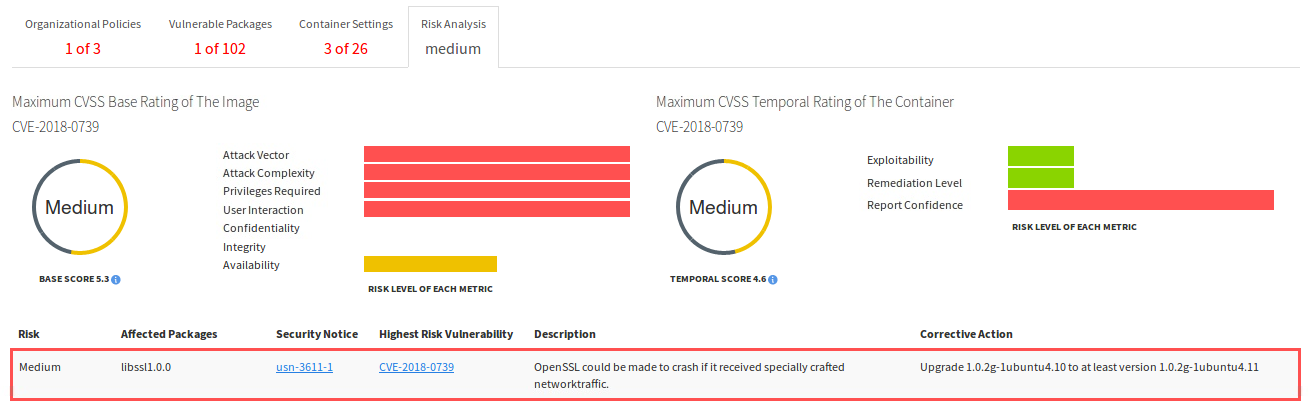 Organizational Policies
1 of 3
Vulnerable Packages
1 of 102
Container Settings
3 of 26
Risk Analysis
medium
Maximum CVSS Base Rating of The Image
CVE-2018-0739
Medium
BASE SCORE 5.3 i
Attack Vector
Attack Complexity
Privileges Required
User Interaction
Confidentiality
Integrity
Availability
RISK LEVEL OF EACH METRIC
Maximum CVSS Temporal Rating of The Container
CVE-2018-0739
Medium
TEMPORAL SCORE 4.6 i
Exploitability
Remediation Level
Report Confidence
RISK LEVEL OF EACH METRIC
Risk Affected Packages Security Notice Highest Risk Vulnerability Description Corrective Action
Medium libssl1.0.0 usn-3611-1 CVE-2018-0739 OpenSSL could be made to crash if it received specially crafted Upgrade 1.0.2g-1ubuntu4.10 to at least version 1.0.2g-1ubuntu4.11
networktraffic.